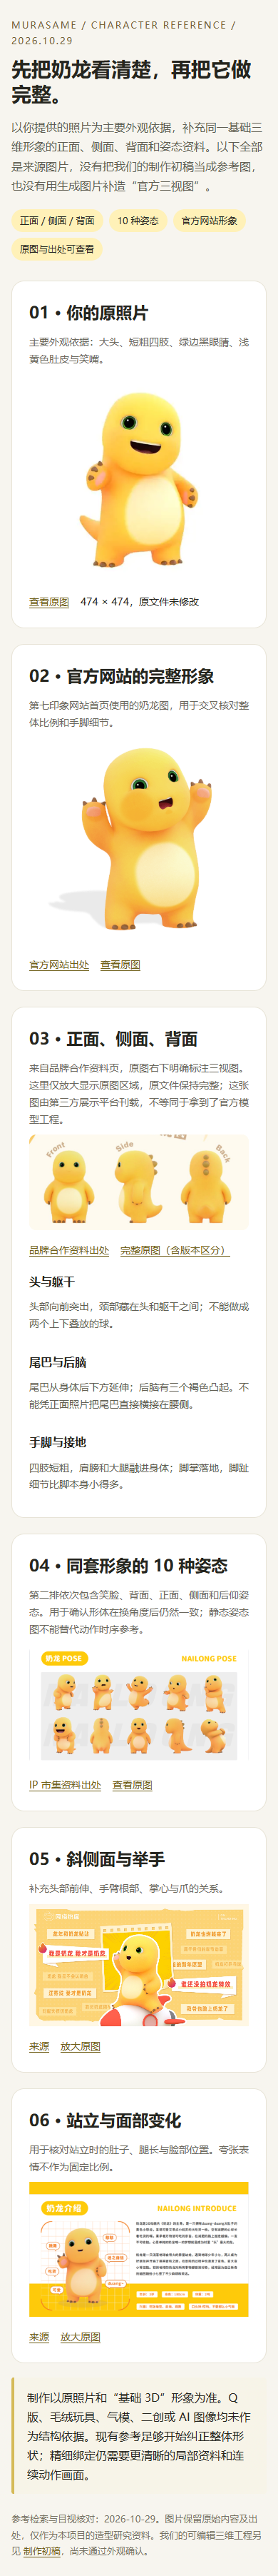 MURASAME / CHARACTER REFERENCE /
2026.10.29
先把奶龙看清楚，再把它做
完整。
以你提供的照片为主要外观依据，补充同一基础三
维形象的正面、侧面、背面和姿态资料。以下全部
是来源图片，没有把我们的制作初稿当成参考图，
也没有用生成图片补造“官方三视图”。
正面 / 侧面 / 背面
10 种姿态
官方网站形象
原图与出处可查看
01 · 你的原照片
主要外观依据：大头、短粗四肢、绿边黑眼睛、浅
黄色肚皮与笑嘴。
查看原图 474 × 474，原文件未修改
02 · 官方网站的完整形象
第七印象网站首页使用的奶龙图，用于交叉核对整
体比例和手脚细节。
官方网站出处 查看原图
03 · 正面、侧面、背面
来自品牌合作资料页，原图右下明确标注三视图。
这里仅放大显示原图区域，原文件保持完整；这张
图由第三方展示平台刊载，不等同于拿到了官方模
型工程。
Front
Side
Back
品牌合作资料出处 完整原图（含版本区分）
头与躯干
头部向前突出，颈部藏在头和躯干之间；不能做成
两个上下叠放的球。
尾巴与后脑
尾巴从身体后下方延伸；后脑有三个褐色凸起。不
能凭正面照片把尾巴直接横接在腰侧。
手脚与接地
四肢短粗，肩膀和大腿融进身体；脚掌落地，脚趾
细节比脚本身小得多。
04 · 同套形象的 10 种姿态
第二排依次包含笑脸、背面、正面、侧面和后仰姿
态。用于确认形体在换角度后仍然一致；静态姿态
图不能替代动作时序参考。
奶龙 POSE
NAILONG POSE
IP 市集资料出处 查看原图
05 · 斜侧面与举手
补充头部前伸、手臂根部、掌心与爪的关系。
我是奶龙 我才是奶龙
来源 放大原图
06 · 站立与面部变化
用于核对站立时的肚子、腿长与脸部位置。夸张表
情不作为固定比例。
奶龙介绍
NAILONG INTRODUCE
来源 放大原图
制作以原照片和“基础 3D”形象为准。Q
版、毛绒玩具、气模、二创或 AI 图像均未作
为结构依据。现有参考足够开始纠正整体形
状；精细绑定仍需要更清晰的局部资料和连
续动作画面。
参考检索与目视核对：2026-10-29。图片保留原始内容及出
处，仅作为本项目的造型研究资料。我们的可编辑三维工程另
见 制作初稿，尚未通过外观确认。